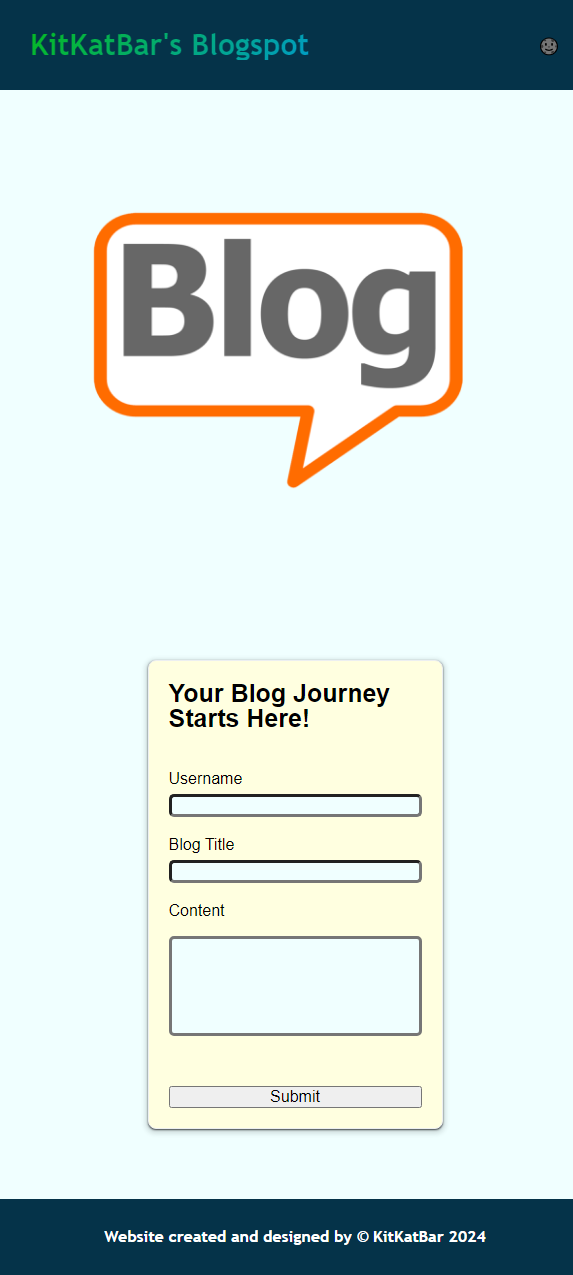 KitKatBar's Blogspot
Blog
Your Blog Journey
Starts Here!
Username
Blog Title
Content
Submit
Website created and designed by © KitKatBar 2024